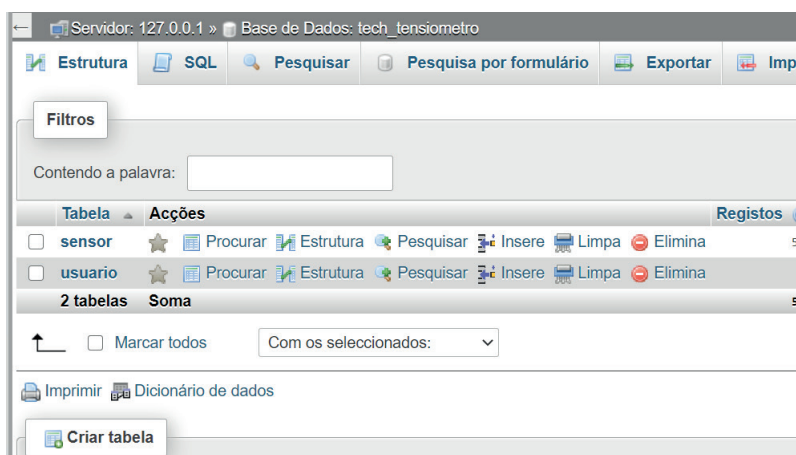 Servidor: 127.0.0.1 » Base de Dados: tech_tensiometro
Estrutura SQL Pesquisar Pesquisa por formulário Exportar Imp
Filtros
Contendo a palavra:
Tabela Acções Registos
sensor Procurar Estrutura Pesquisar Insere Limpa Elimina
usuario Procurar Estrutura Pesquisar Insere Limpa Elimina
2 tabelas Soma
Marcar todos Com os seleccionados:
Imprimir Dicionário de dados
Criar tabela